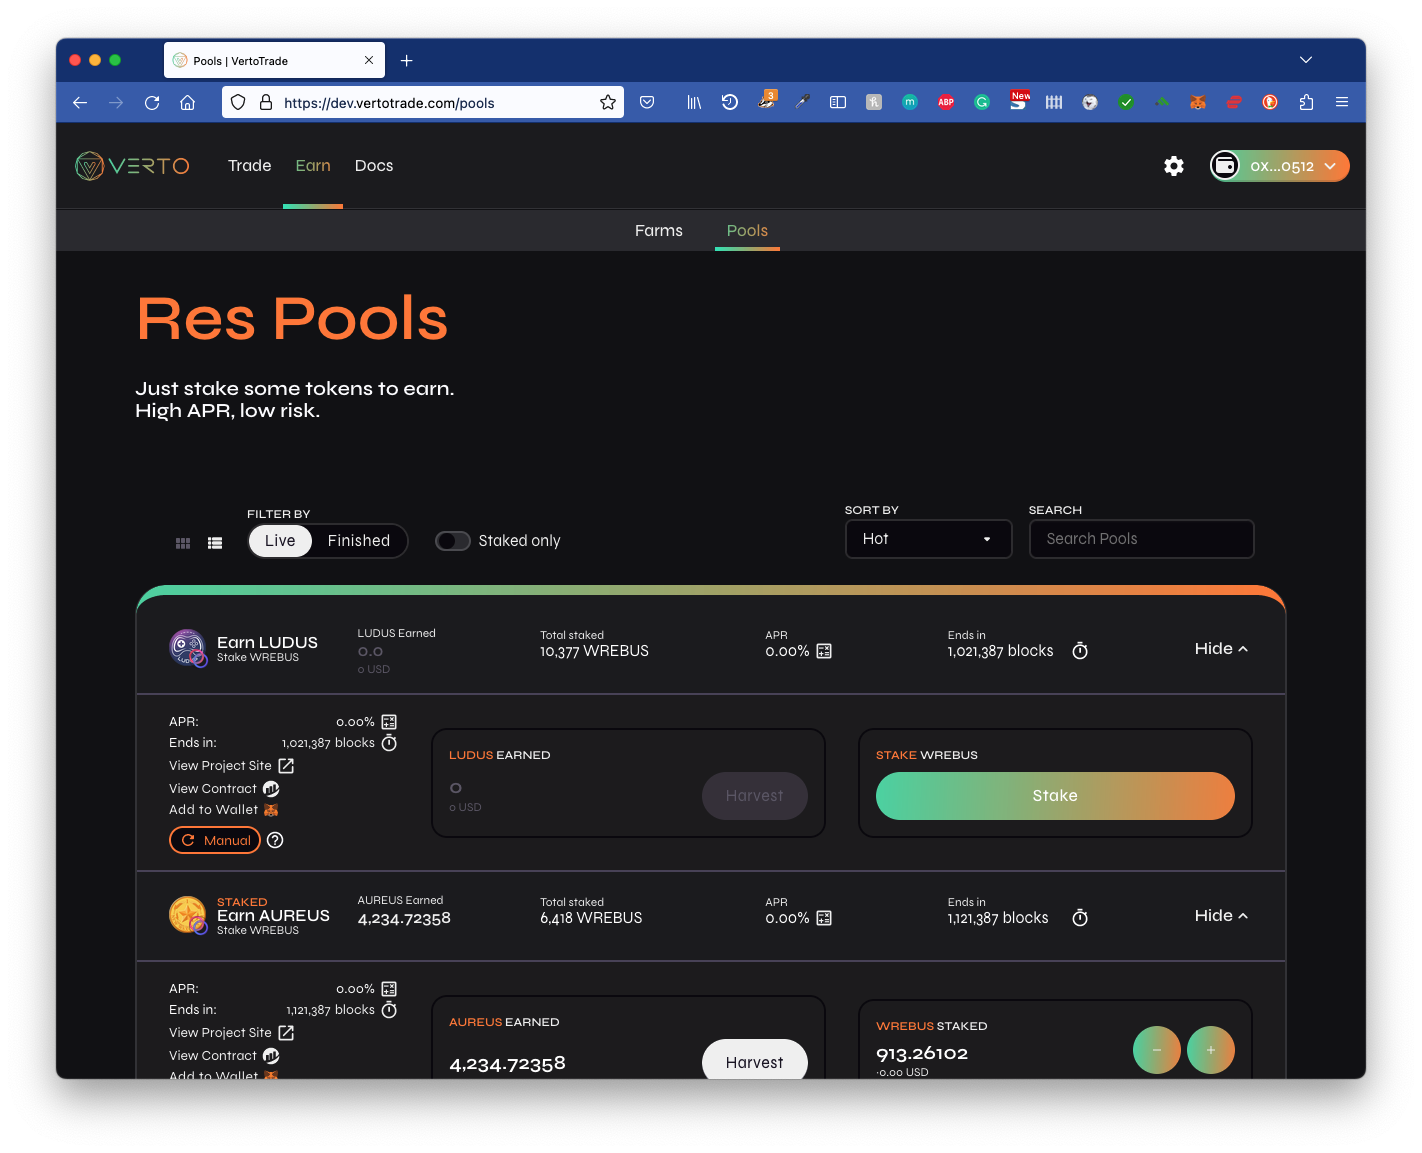 Pools | VertoTrade
https://dev.vertotrade.com/pools
3
New
ABP
m
G
VERTO
Trade
Earn
Docs
0x...0512
Farms
Pools
Res Pools
Just stake some tokens to earn.
High APR, low risk.
FILTER BY
Live
Finished
Staked only
SORT BY
Hot
SEARCH
Search Pools
Earn LUDUS
Stake WREBUS
LUDUS Earned
0.0
0 USD
Total staked
10,377 WREBUS
APR
0.00%
Ends in
1,021,387 blocks
Hide
APR:
0.00%
Ends in:
1,021,387 blocks
View Project Site
View Contract
Add to Wallet
Manual
LUDUS EARNED
0
0 USD
Harvest
STAKE WREBUS
Stake
STAKED
Earn AUREUS
Stake WREBUS
AUREUS Earned
4,234.72358
Total staked
6,418 WREBUS
APR
0.00%
Ends in
1,121,387 blocks
Hide
APR:
0.00%
Ends in:
1,121,387 blocks
View Project Site
View Contract
Add to Wallet
AUREUS EARNED
4,234.72358
Harvest
WREBUS STAKED
913.26102
·0.00 USD